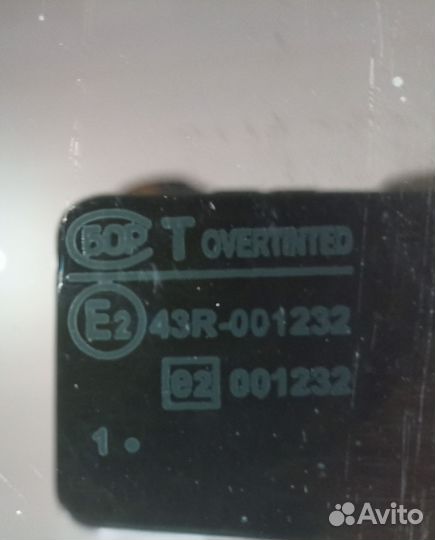 БОР T OVERTINTED
E2 43R-001232
e2 001232
1 •
Avito